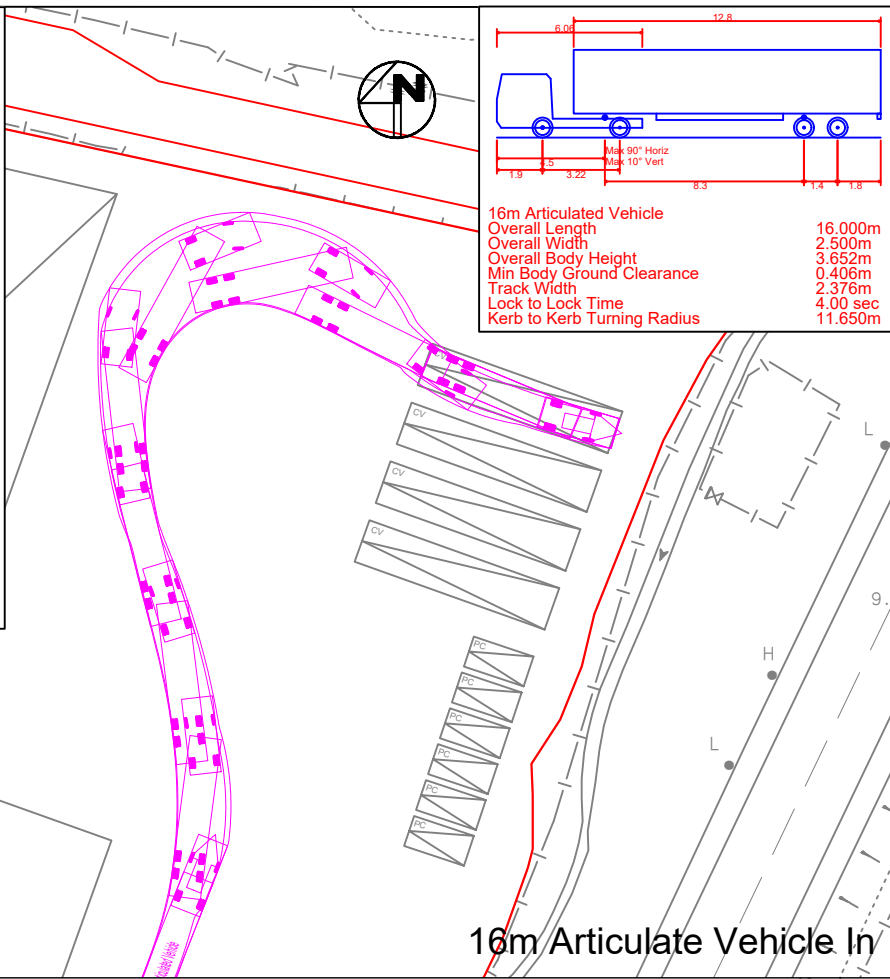 N
12.8
6.06
Max 90° Horiz
Max 10° Vert
4.5
1.9
3.22
8.3
1.4
1.8
16m Articulated Vehicle
Overall Length 16.000m
Overall Width 2.500m
Overall Body Height 3.652m
Min Body Ground Clearance 0.406m
Track Width 2.376m
Lock to Lock Time 4.00 sec
Kerb to Kerb Turning Radius 11.650m
CV
CV
CV
CV
L
9.
PC
H
PC
PC
L
PC
PC
PC
16m Articulate Vehicle In